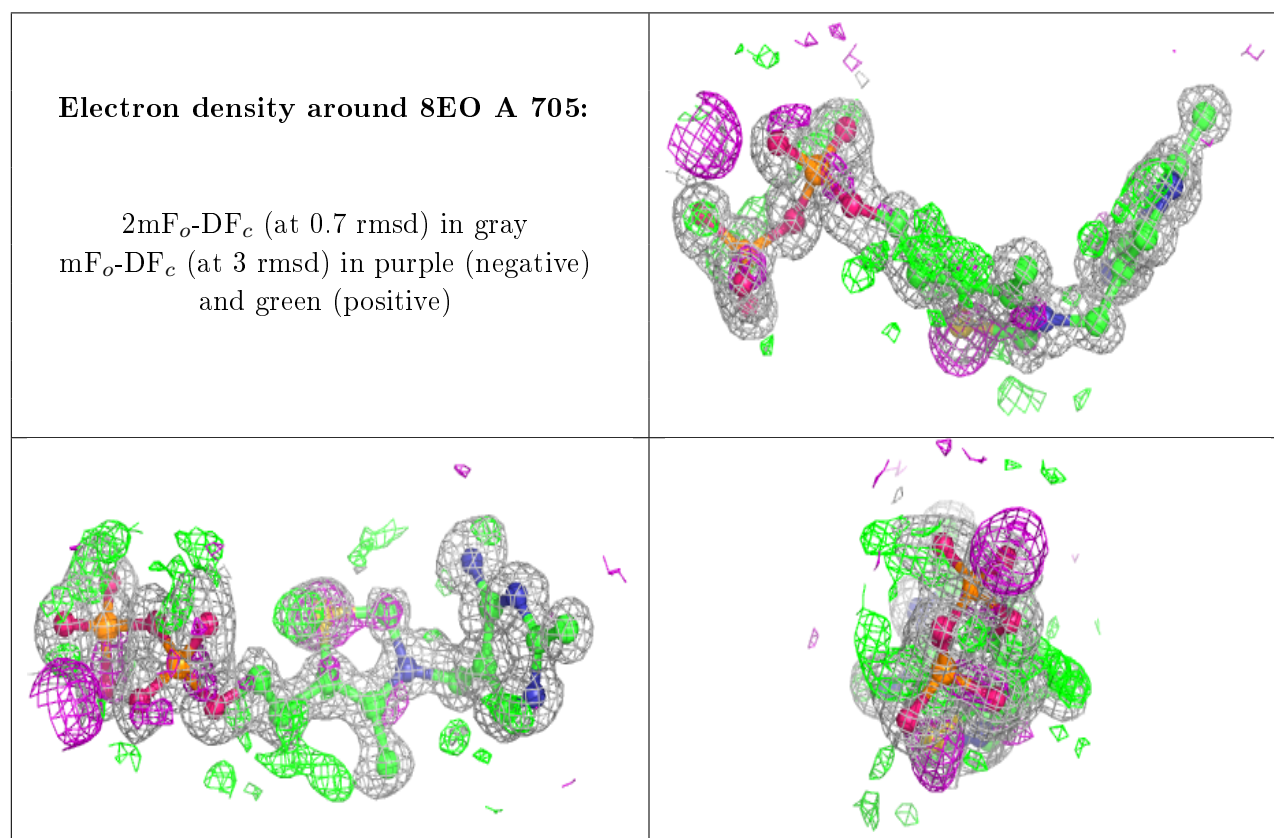 Electron density around 8EO A 705:
2mFo-DFc (at 0.7 rmsd) in gray
mFo-DFc (at 3 rmsd) in purple (negative)
and green (positive)